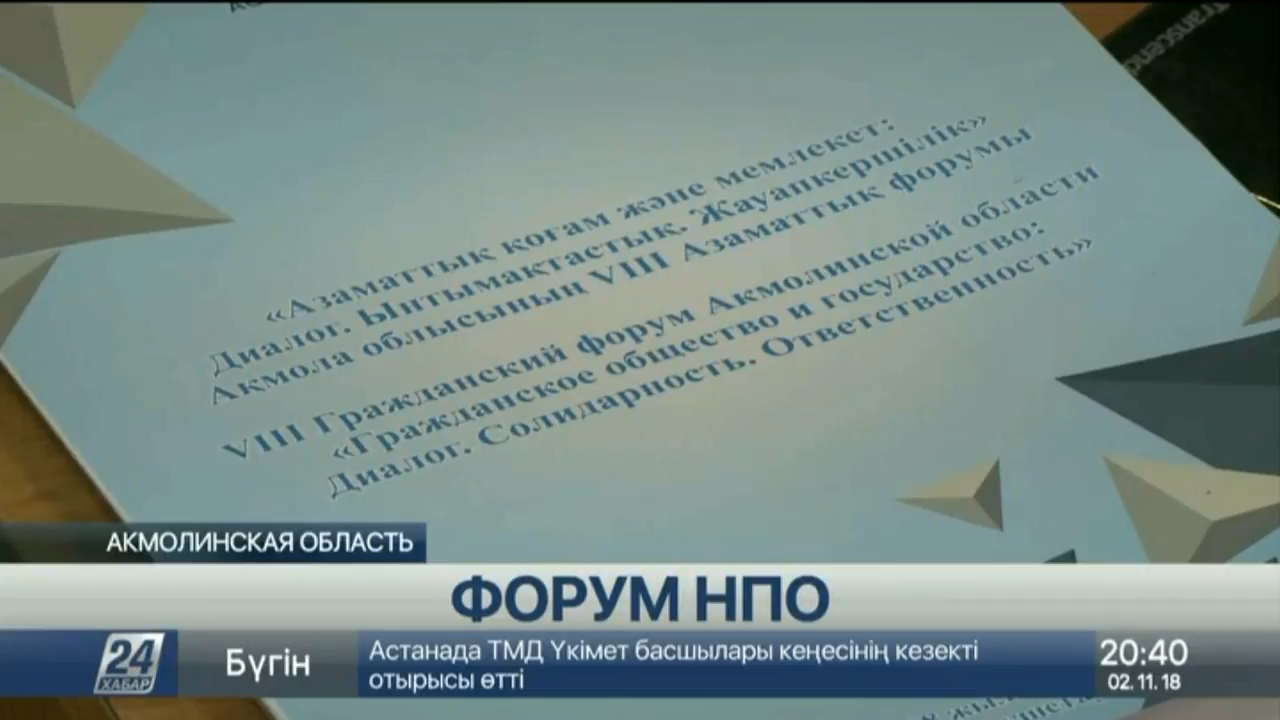 Transcend
«Азаматтық қоғам және мемлекет:
Диалог. Ынтымақтастық. Жауапкершілік»
Ақмола облысының VIII Азаматтық форумы
VIII Гражданский форум Акмолинской области
«Гражданское общество и государство:
Диалог. Солидарность. Ответственность»
АКМОЛИНСКАЯ ОБЛАСТЬ
ФОРУМ НПО
24
ХАБАР
Бүгін
Астанада ТМД Үкімет басшылары кеңесінің кезекті
отырысы өтті
20:40
02.11.18